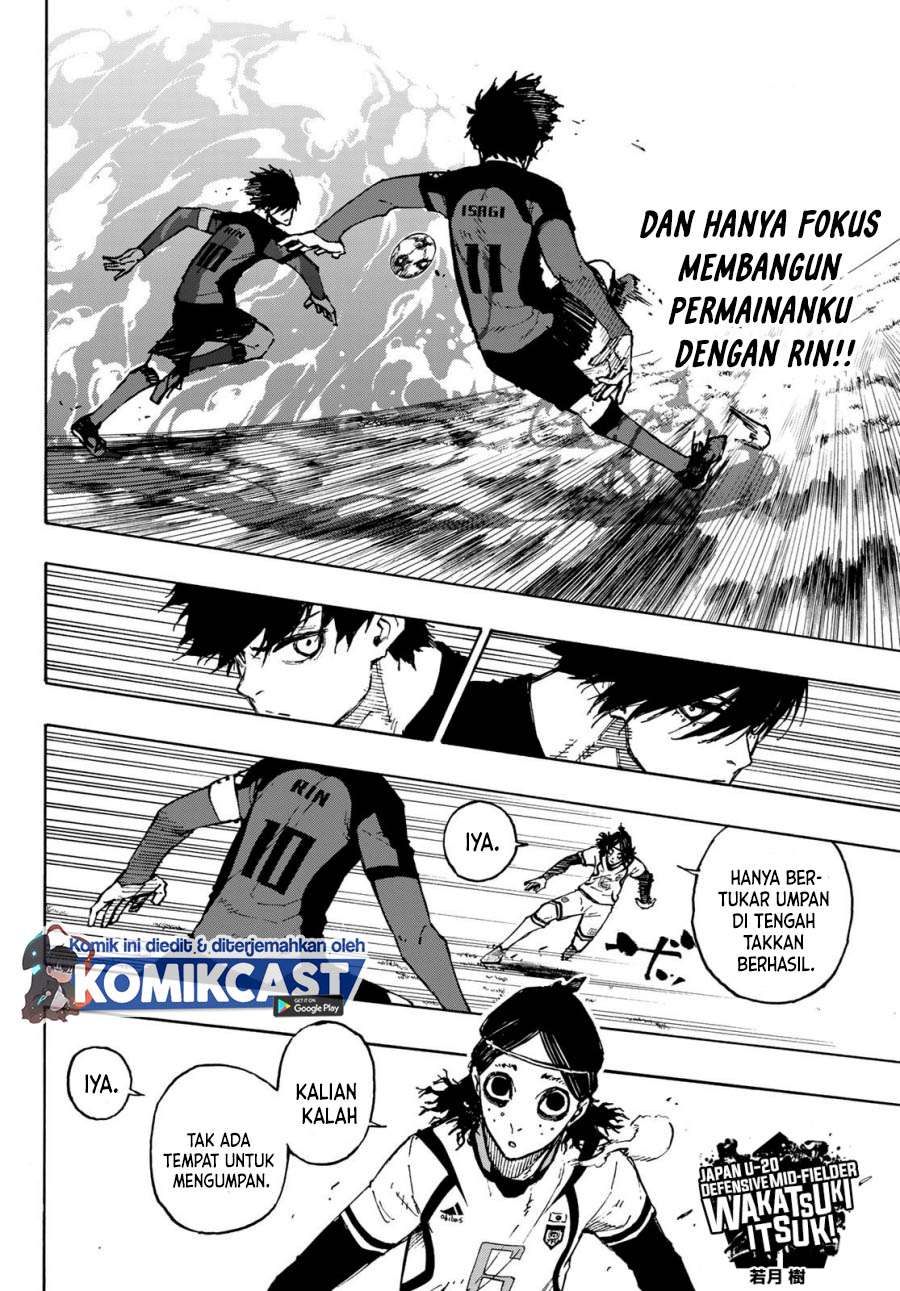 DAN HANYA FOKUS
MEMBANGUN
PERMAINANKU
DENGAN RIN!!
ISAGI
11
RIN
10
HANYA BER-
TUKAR UMPAN
DI TENGAH
TAKKAN
BERHASIL.
IYA.
RIN
10
Komik ini diedit & diterjemahkan oleh
KOMIKCAST
GET IT ON
Google Play
KALIAN
KALAH
TAK ADA
TEMPAT UNTUK
MENGUMPAN.
IYA.
6
JAPAN U-20
DEFENSIVE MID-FIELDER
WAKATSUKI
ITSUKI
若月 樹